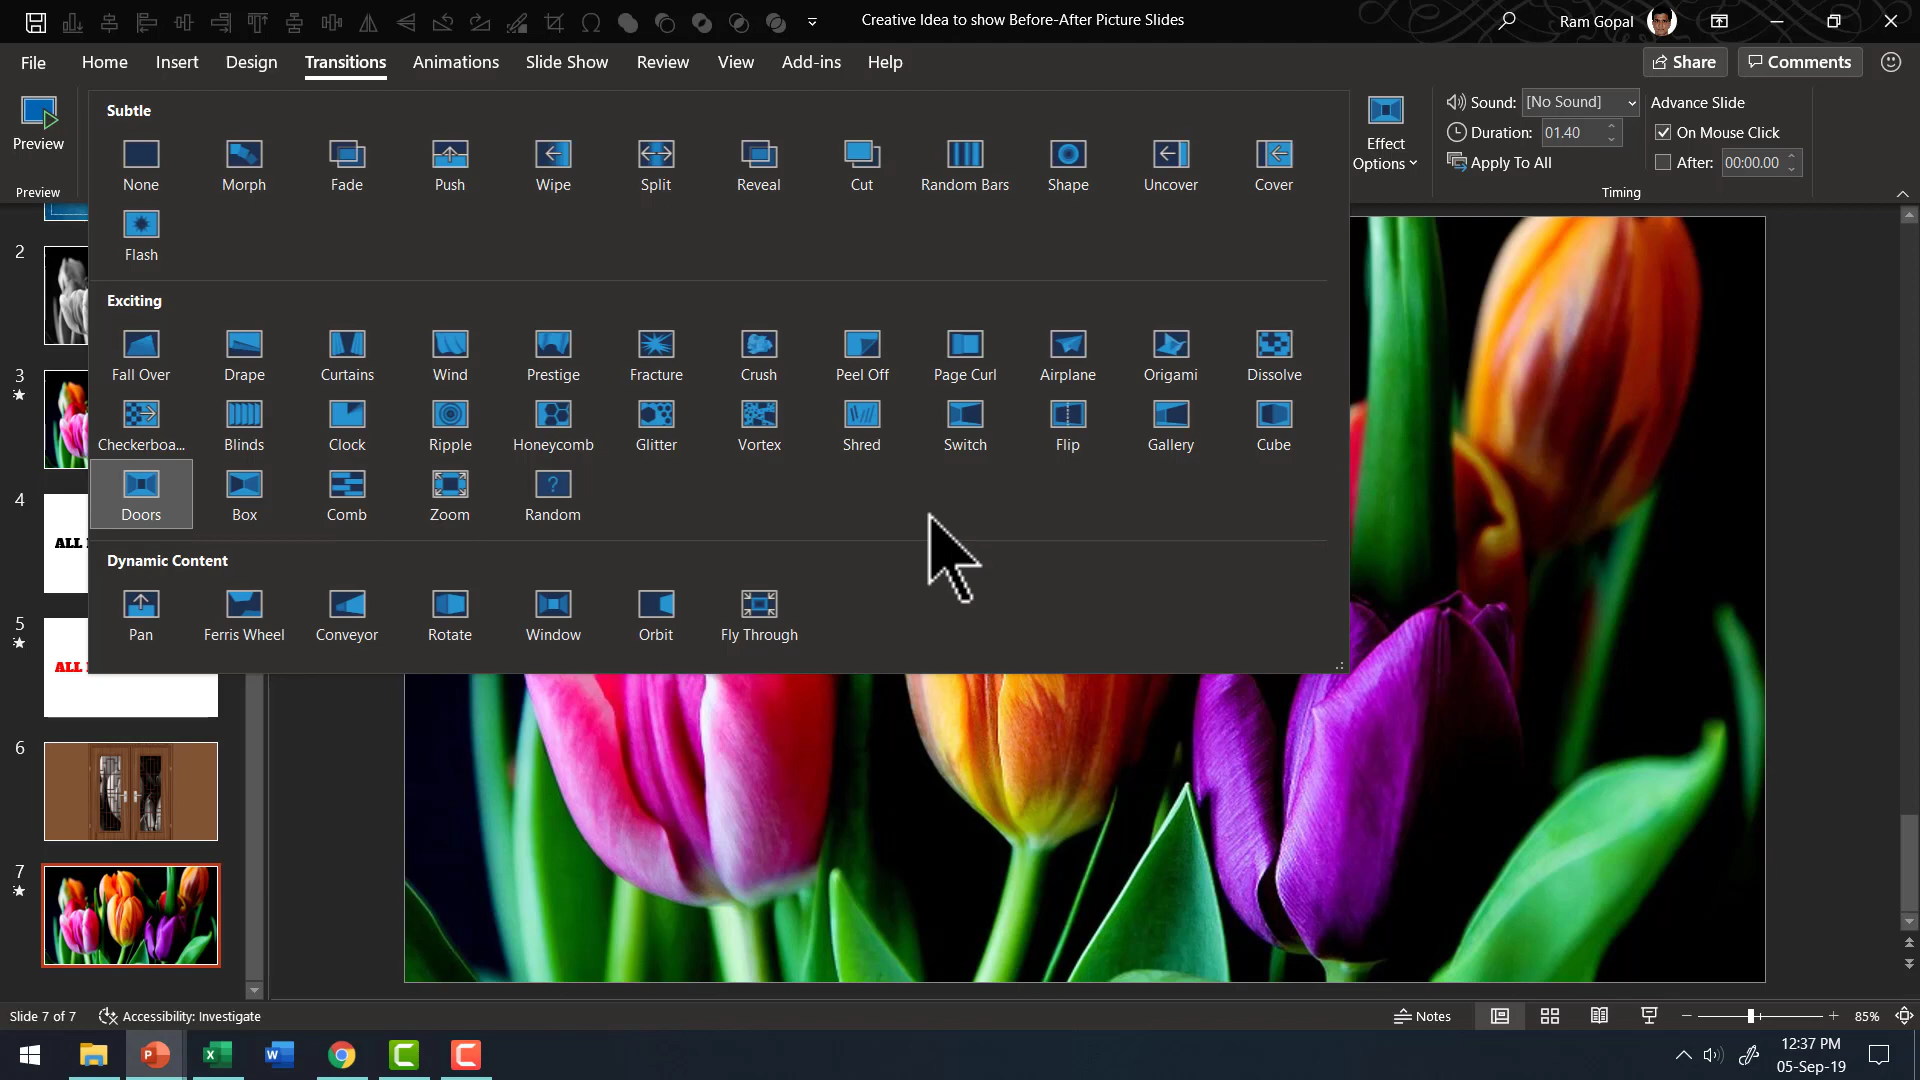 Creative Idea to show Before-After Picture Slides
Ram Gopal
File Home Insert Design Transitions Animations Slide Show Review View Add-ins Help
Share Comments
Preview
Preview
Subtle
None Morph Fade Push Wipe Split Reveal Cut Random Bars Shape Uncover Cover
Flash
Exciting
Fall Over Drape Curtains Wind Prestige Fracture Crush Peel Off Page Curl Airplane Origami Dissolve
Checkerboa... Blinds Clock Ripple Honeycomb Glitter Vortex Shred Switch Flip Gallery Cube
Doors Box Comb Zoom Random
Dynamic Content
Pan Ferris Wheel Conveyor Rotate Window Orbit Fly Through
Effect
Options
Sound: [No Sound]
Duration: 01.40
Apply To All
Advance Slide
On Mouse Click
After: 00:00.00
Timing
2
3
4
ALL
5
ALL
6
7
Slide 7 of 7 Accessibility: Investigate
Notes
85%
12:37 PM
05-Sep-19